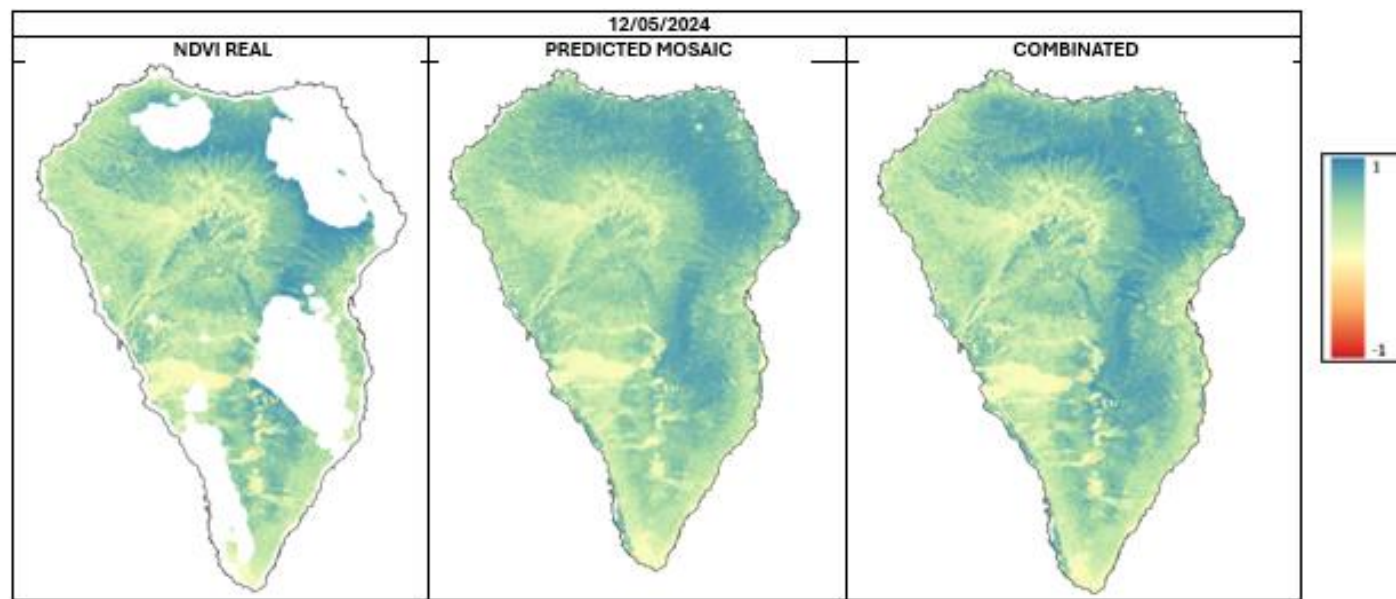 12/05/2024
NDVI REAL
PREDICTED MOSAIC
COMBINATED
1
-1